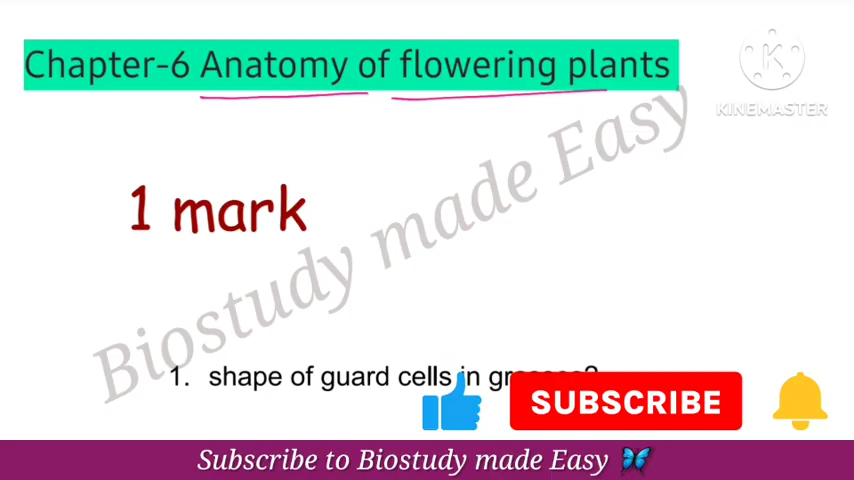 Chapter-6 Anatomy of flowering plants
KINEMASTER
1 mark
Biostudy made Easy
1. shape of guard cells in
SUBSCRIBE
Subscribe to Biostudy made Easy